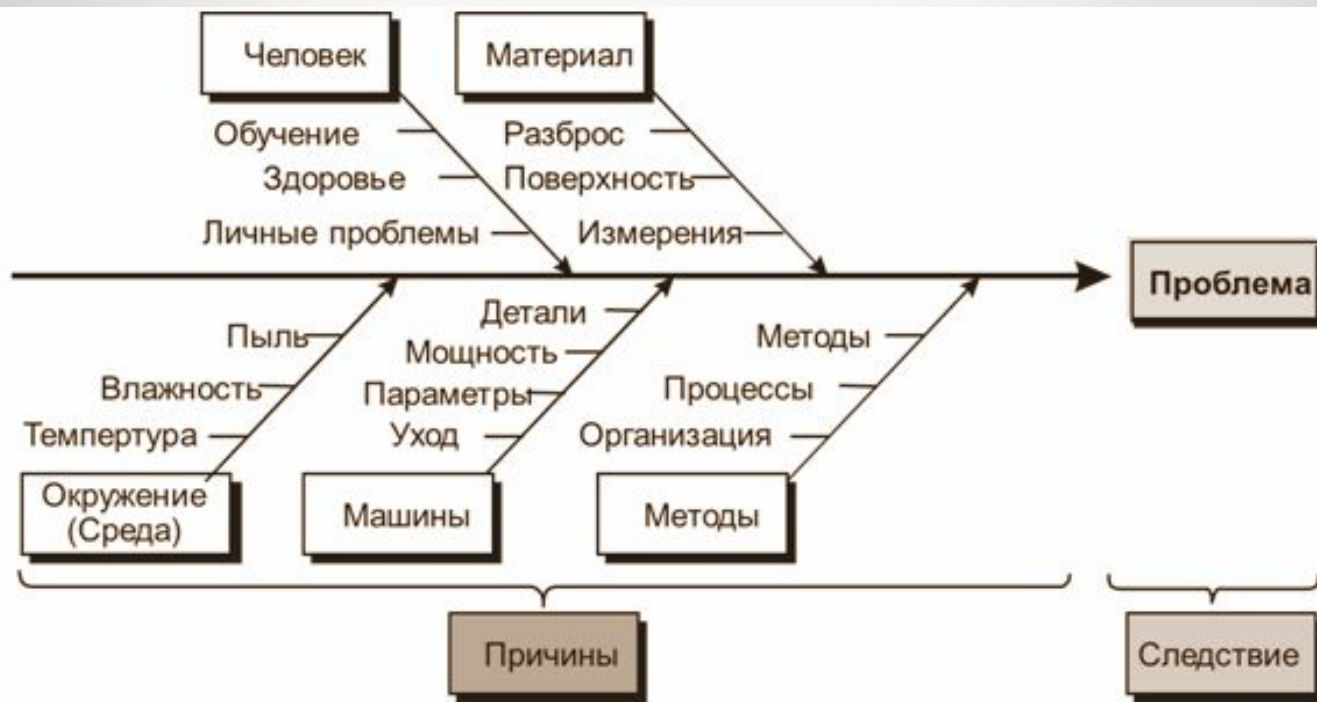 Человек
Материал
Обучение
Разброс
Здоровье
Поверхность
Личные проблемы
Измерения
Проблема
Детали
Пыль
Методы
Мощность
Влажность
Параметры
Процессы
Темпертура
Уход
Организация
Окружение
(Среда)
Машины
Методы
Причины
Следствие